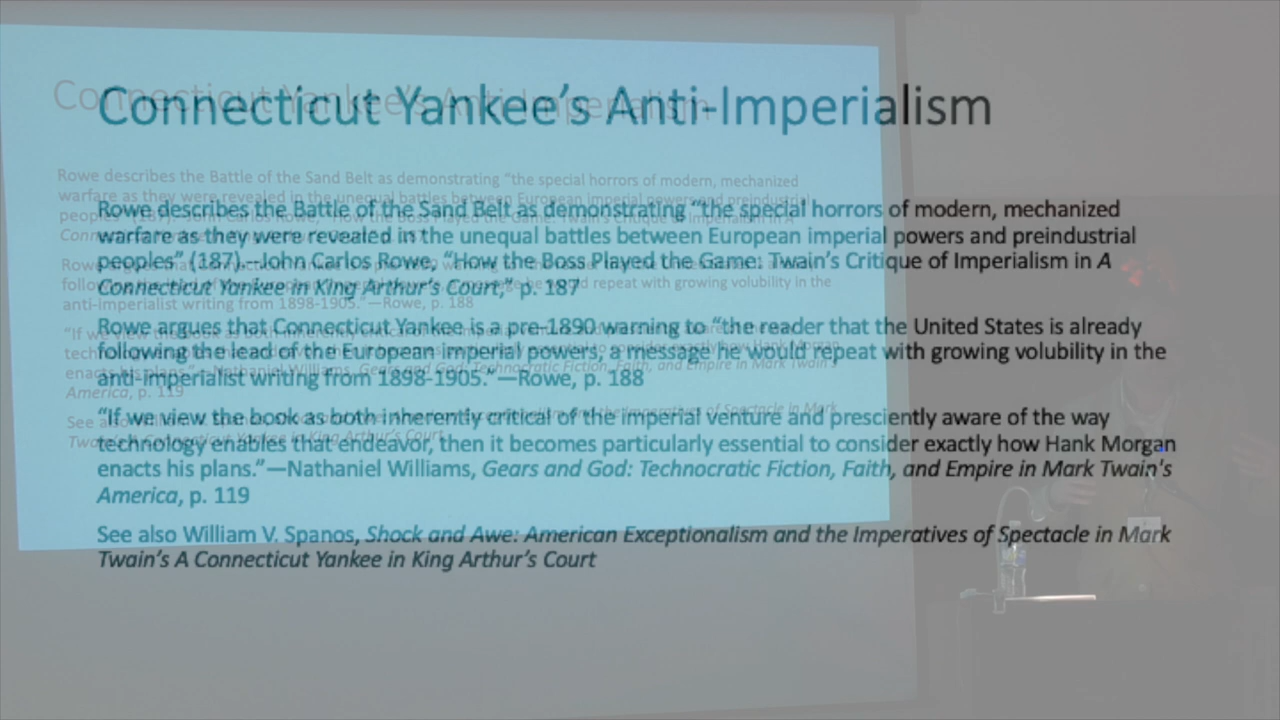 Connecticut Yankee's Anti-Imperialism
Rowe describes the Battle of the Sand Belt as demonstrating "the special horrors of modern, mechanized
warfare as they were revealed in the unequal battles between European imperial powers and preindustrial
peoples" (187).--John Carlos Rowe, "How the Boss Played the Game: Twain's Critique of Imperialism in A
Connecticut Yankee in King Arthur's Court," p. 187
Rowe argues that Connecticut Yankee is a pre-1890 warning to "the reader that the United States is already
following the lead of the European imperial powers, a message he would repeat with growing volubility in the
anti-imperialist writing from 1898-1905."—Rowe, p. 188
"If we view the book as both inherently critical of the imperial venture and presciently aware of the way
technology enables that endeavor, then it becomes particularly essential to consider exactly how Hank Morgan
enacts his plans."—Nathaniel Williams, Gears and God: Technocratic Fiction, Faith, and Empire in Mark Twain's
America, p. 119
See also William V. Spanos, Shock and Awe: American Exceptionalism and the Imperatives of Spectacle in Mark
Twain's A Connecticut Yankee in King Arthur's Court